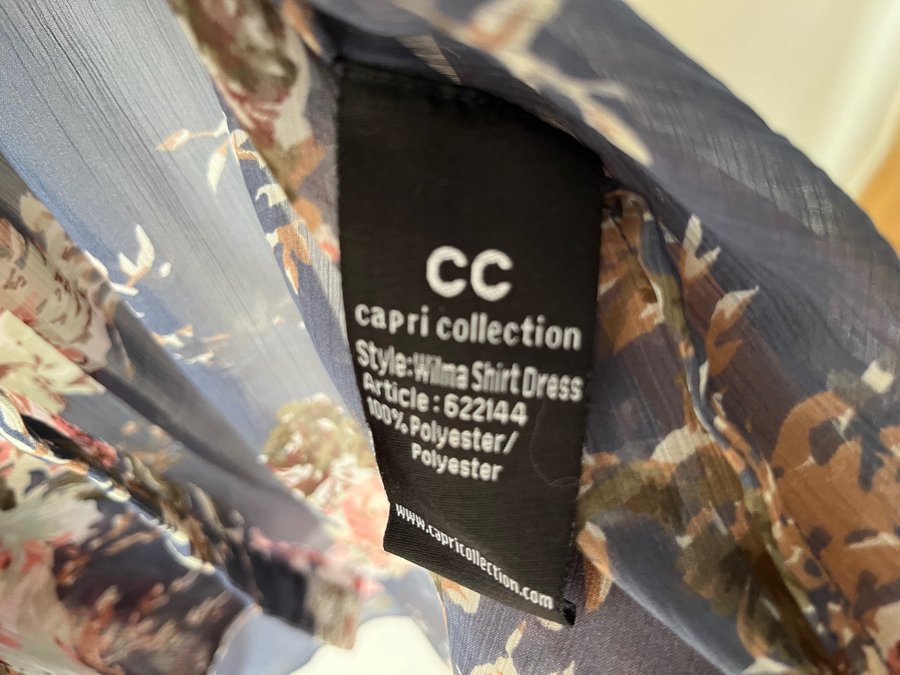 CC
capri collection
Style:Wilma Shirt Dress
Article : 622144
100% Polyester/
Polyester
www.capricollection.com